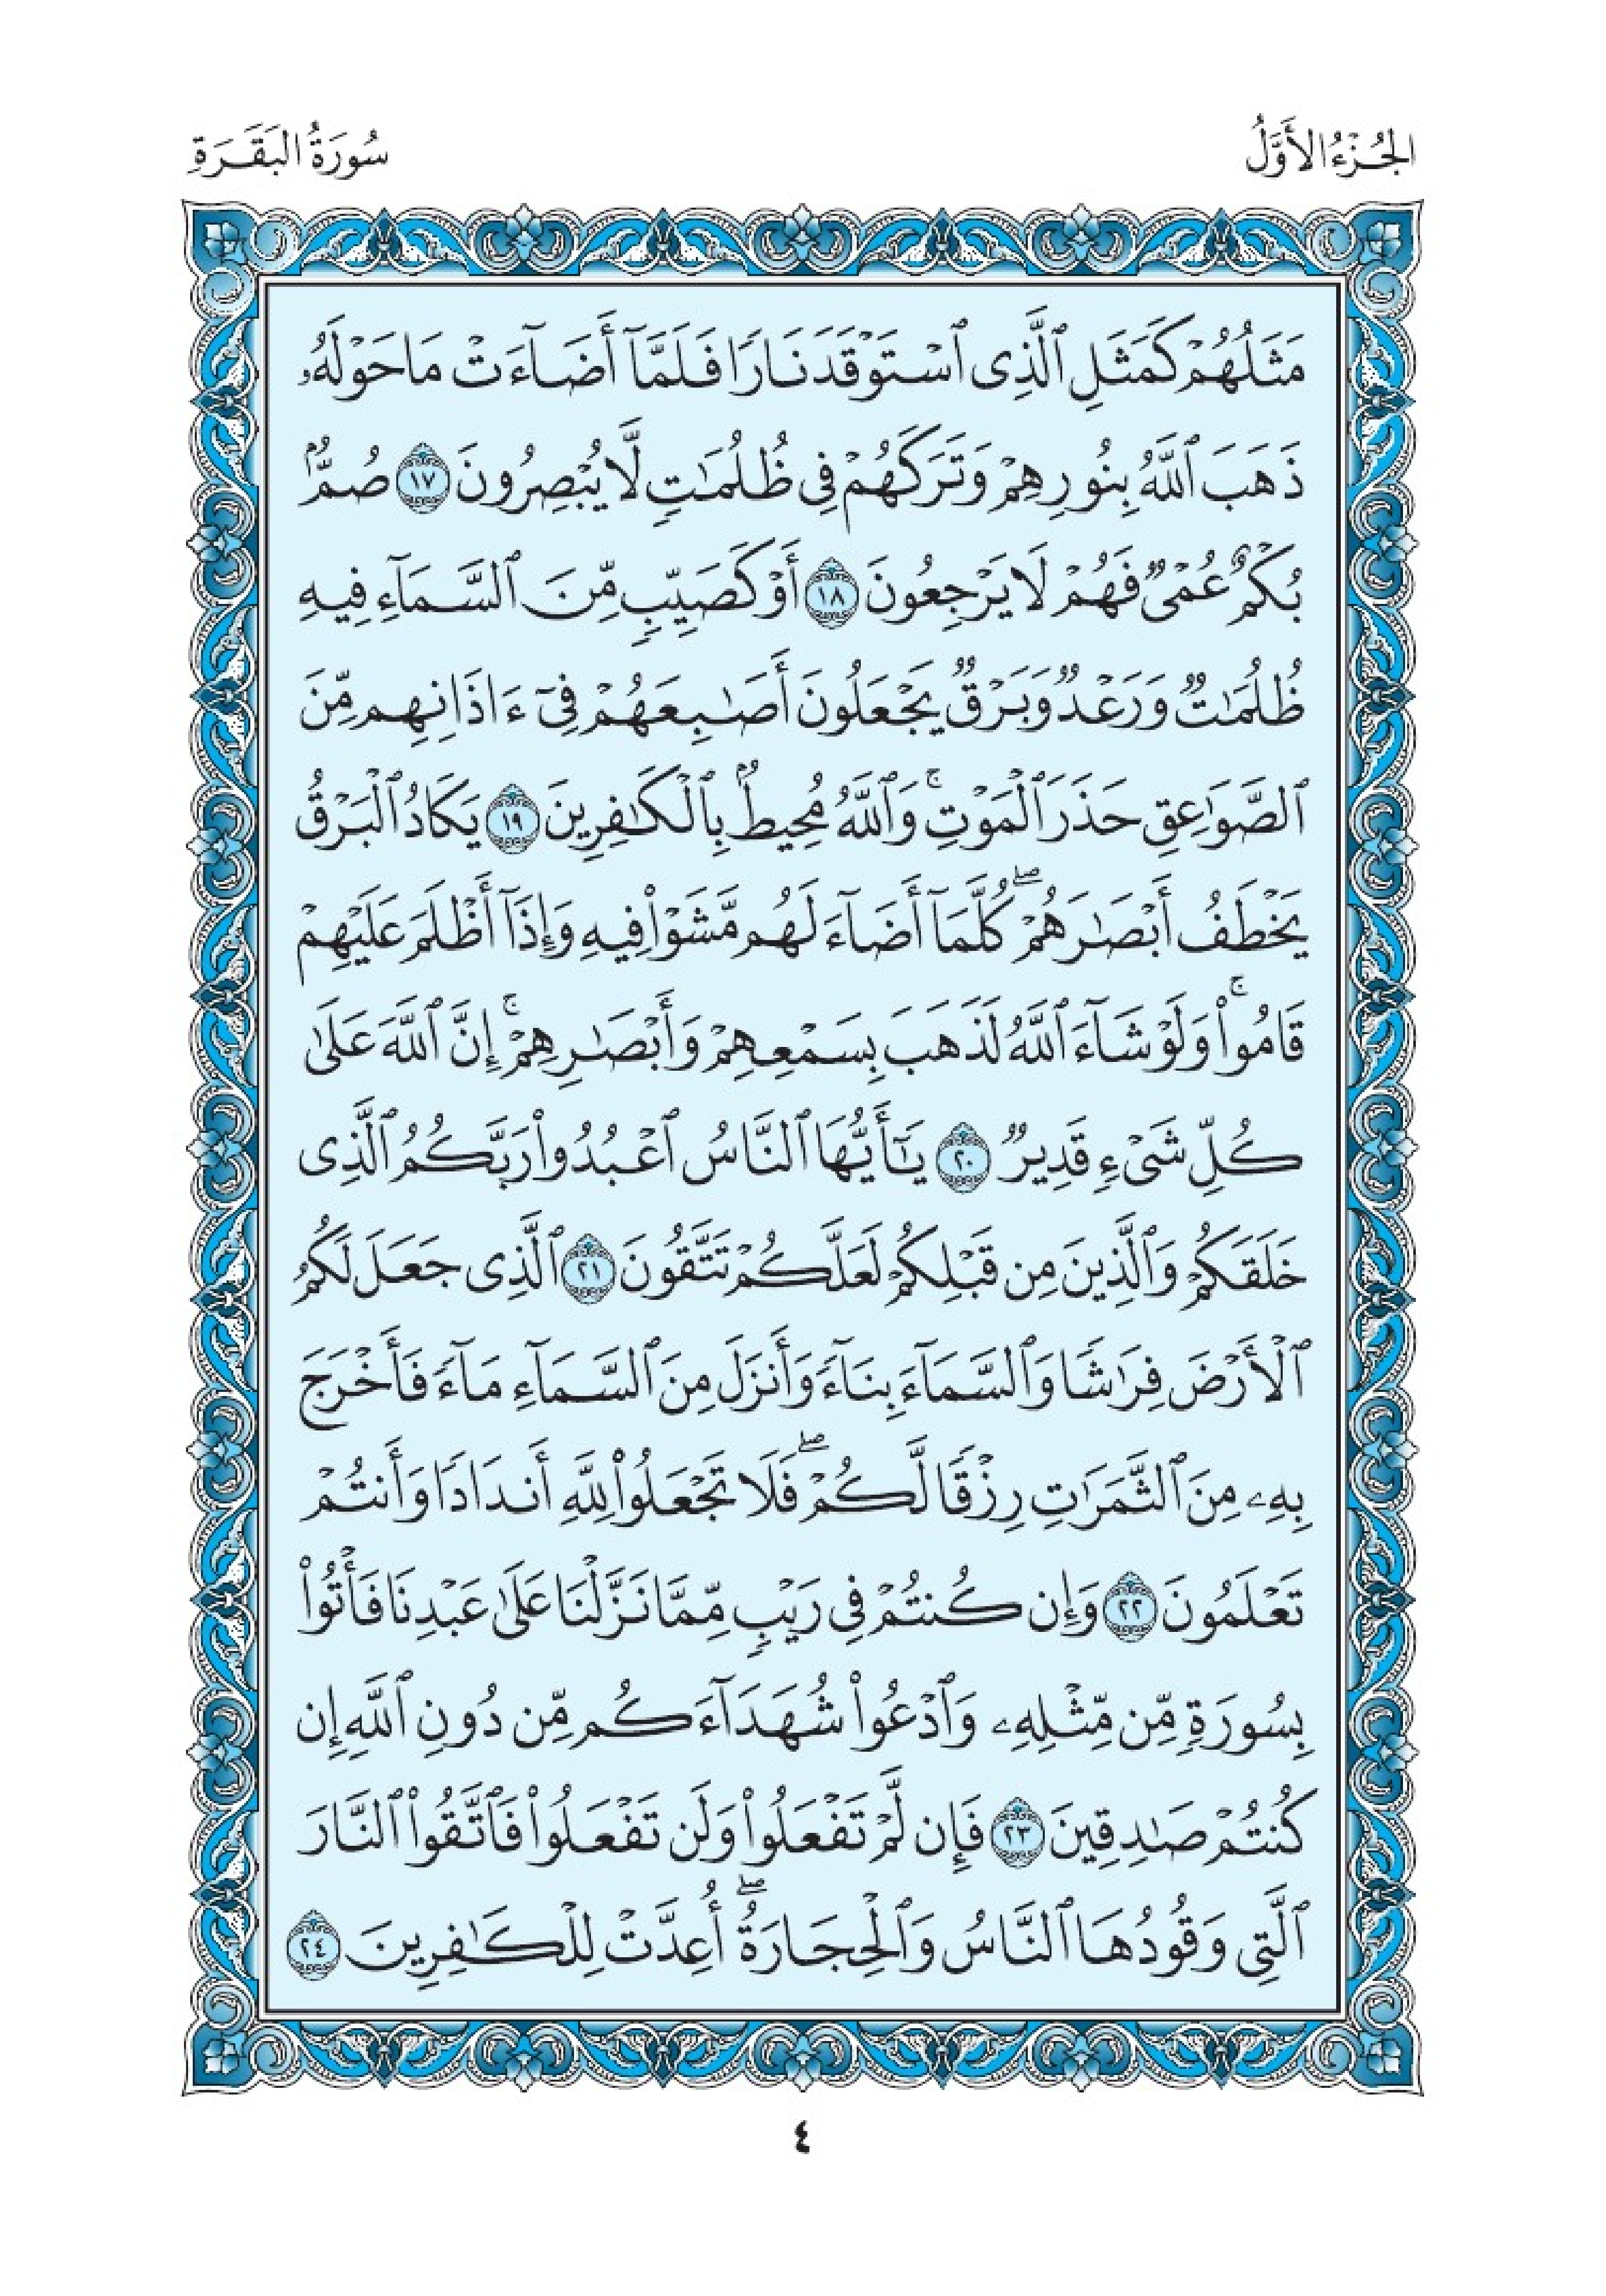 الجُزْءُ الأَوَّلُ
سُورَةُ البَقَرَةِ
مَثَلُهُمْ كَمَثَلِ ٱلَّذِى ٱسْتَوْقَدَ نَارًا فَلَمَّآ أَضَآءَتْ مَا حَوْلَهُۥ
ذَهَبَ ٱللَّهُ بِنُورِهِمْ وَتَرَكَهُمْ فِى ظُلُمَٰتٍ لَّا يُبْصِرُونَ ١٧ صُمٌّۢ
بُكْمٌ عُمْىٌ فَهُمْ لَا يَرْجِعُونَ ١٨ أَوْ كَصَيِّبٍ مِّنَ ٱلسَّمَآءِ فِيهِ
ظُلُمَٰتٌ وَرَعْدٌ وَبَرْقٌ يَجْعَلُونَ أَصَٰبِعَهُمْ فِىٓ ءَاذَانِهِم مِّنَ
ٱلصَّوَٰعِقِ حَذَرَ ٱلْمَوْتِ ۚ وَٱللَّهُ مُحِيطٌۢ بِٱلْكَٰفِرِينَ ١٩ يَكَادُ ٱلْبَرْقُ
يَخْطَفُ أَبْصَٰرَهُمْ ۖ كُلَّمَآ أَضَآءَ لَهُم مَّشَوْا۟ فِيهِ وَإِذَآ أَظْلَمَ عَلَيْهِمْ
قَامُوا۟ ۚ وَلَوْ شَآءَ ٱللَّهُ لَذَهَبَ بِسَمْعِهِمْ وَأَبْصَٰرِهِمْ ۚ إِنَّ ٱللَّهَ عَلَىٰ
كُلِّ شَىْءٍ قَدِيرٌ ٢٠ يَٰٓأَيُّهَا ٱلنَّاسُ ٱعْبُدُوا۟ رَبَّكُمُ ٱلَّذِى
خَلَقَكُمْ وَٱلَّذِينَ مِن قَبْلِكُمْ لَعَلَّكُمْ تَتَّقُونَ ٢١ ٱلَّذِى جَعَلَ لَكُمُ
ٱلْأَرْضَ فِرَٰشًا وَٱلسَّمَآءَ بِنَآءً وَأَنزَلَ مِنَ ٱلسَّمَآءِ مَآءً فَأَخْرَجَ
بِهِۦ مِنَ ٱلثَّمَرَٰتِ رِزْقًا لَّكُمْ ۖ فَلَا تَجْعَلُوا۟ لِلَّهِ أَندَادًا وَأَنتُمْ
تَعْلَمُونَ ٢٢ وَإِن كُنتُمْ فِى رَيْبٍ مِّمَّا نَزَّلْنَا عَلَىٰ عَبْدِنَا فَأْتُوا۟
بِسُورَةٍ مِّن مِّثْلِهِۦ وَٱدْعُوا۟ شُهَدَآءَكُم مِّن دُونِ ٱللَّهِ إِن
كُنتُمْ صَٰدِقِينَ ٢٣ فَإِن لَّمْ تَفْعَلُوا۟ وَلَن تَفْعَلُوا۟ فَٱتَّقُوا۟ ٱلنَّارَ
ٱلَّتِى وَقُودُهَا ٱلنَّاسُ وَٱلْحِجَارَةُ ۖ أُعِدَّتْ لِلْكَٰفِرِينَ ٢٤
٤